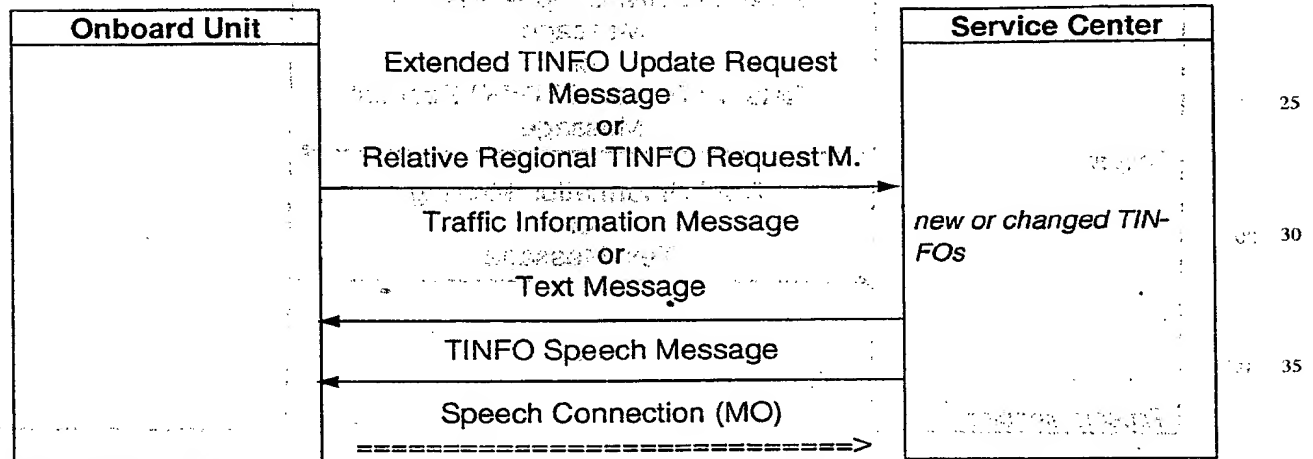 Onboard Unit
Service Center
Extended TINFO Update Request
Message
or
Relative Regional TINFO Request M.
25
Traffic Information Message
or
Text Message
new or changed TIN-
FOs
30
TINFO Speech Message
35
Speech Connection (MO)
============================>